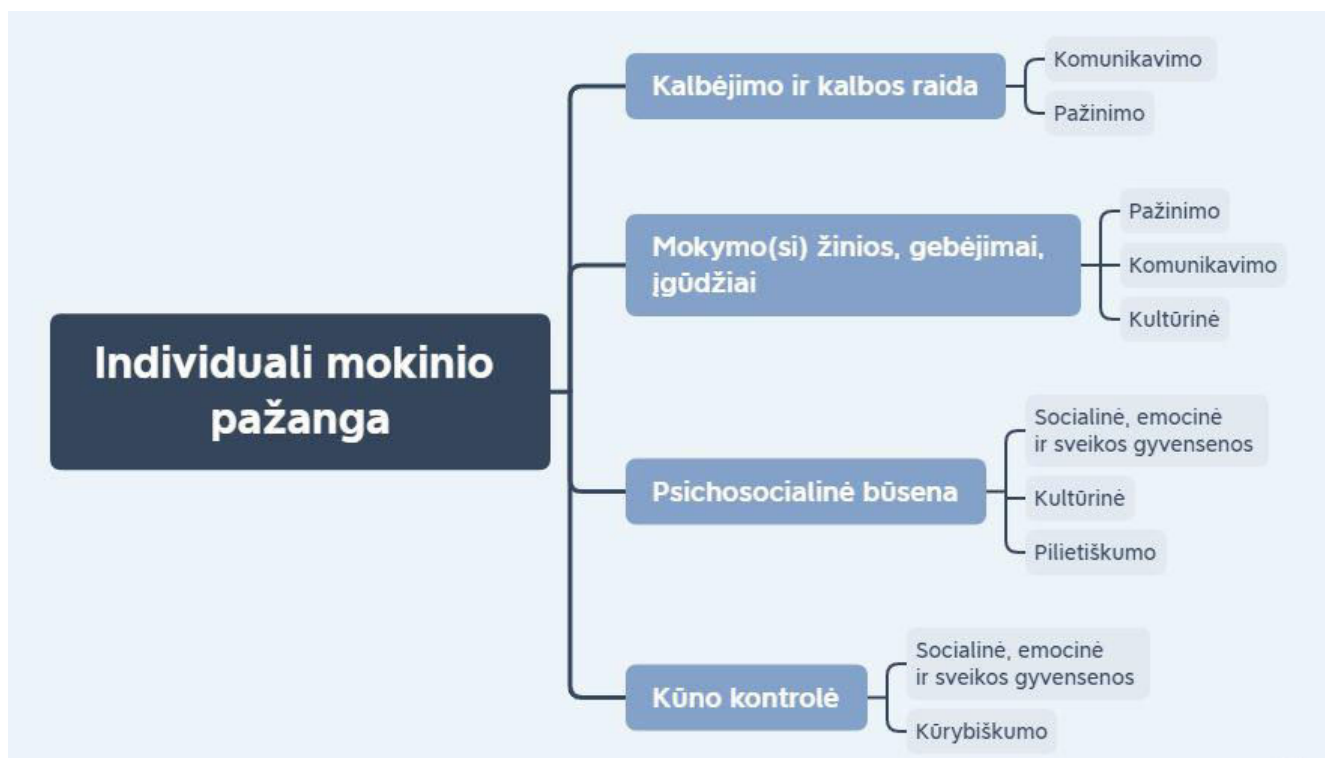 Individuali mokinio
pažanga
Kalbėjimo ir kalbos raida
Komunikavimo
Pažinimo
Mokymo(si) žinios, gebėjimai,
įgūdžiai
Pažinimo
Komunikavimo
Kultūrinė
Psichosocialinė būsena
Socialinė, emocinė
ir sveikos gyvensenos
Kultūrinė
Pilietiškumo
Kūno kontrolė
Socialinė, emocinė
ir sveikos gyvensenos
Kūrybiškumo